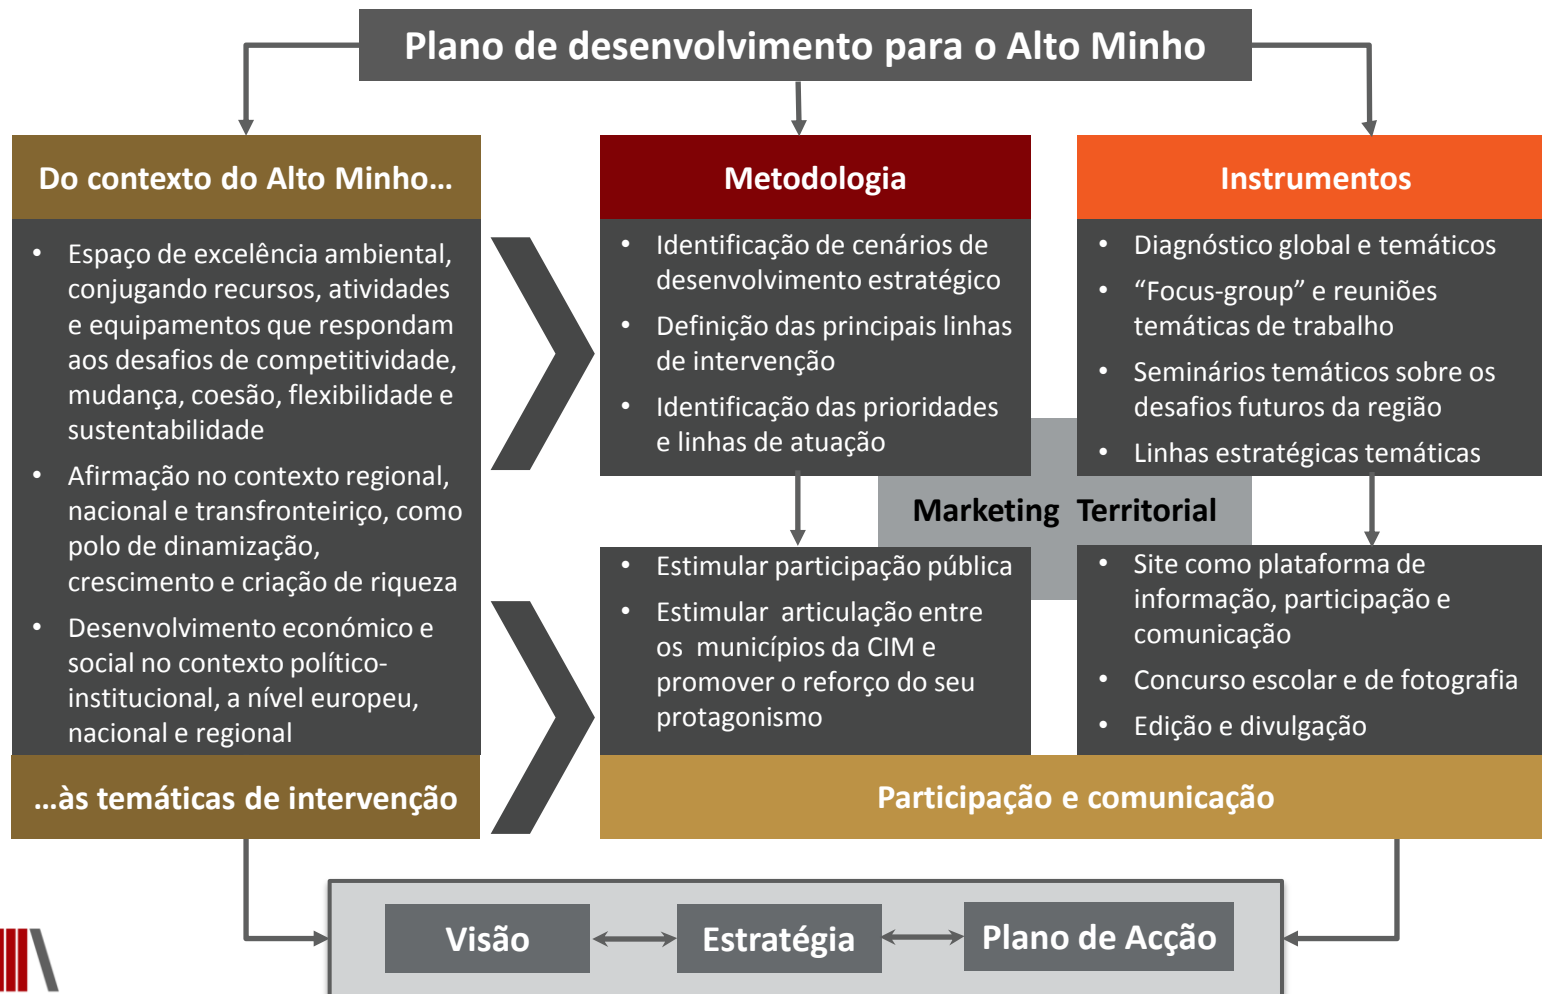 Plano de desenvolvimento para o Alto Minho
Do contexto do Alto Minho...
• Espaço de excelência ambiental,
conjugando recursos, atividades
e equipamentos que respondam
aos desafios de competitividade,
mudança, coesão, flexibilidade e
sustentabilidade
• Afirmação no contexto regional,
nacional e transfronteiriço, como
polo de dinamização,
crescimento e criação de riqueza
• Desenvolvimento económico e
social no contexto político-
institucional, a nível europeu,
nacional e regional
...às temáticas de intervenção
Metodologia
• Identificação de cenários de
desenvolvimento estratégico
• Definição das principais linhas
de intervenção
• Identificação das prioridades
e linhas de atuação
Instrumentos
• Diagnóstico global e temáticos
• “Focus-group” e reuniões
temáticas de trabalho
• Seminários temáticos sobre os
desafios futuros da região
• Linhas estratégicas temáticas
Marketing Territorial
• Estimular participação pública
• Estimular articulação entre
os municípios da CIM e
promover o reforço do seu
protagonismo
• Site como plataforma de
informação, participação e
comunicação
• Concurso escolar e de fotografia
• Edição e divulgação
Participação e comunicação
Visão
Estratégia
Plano de Acção